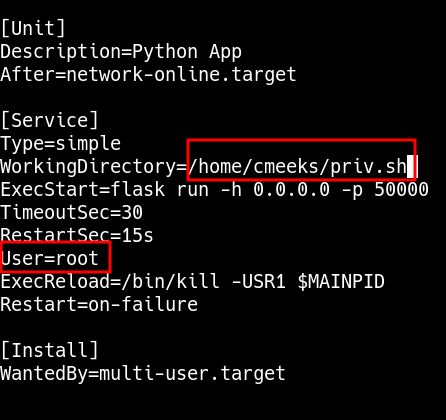 [Unit]
Description=Python App
After=network-online.target
[Service]
Type=simple
WorkingDirectory=/home/cmeeks/priv.sh
ExecStart=flask run -h 0.0.0.0 -p 50000
TimeoutSec=30
RestartSec=15s
User=root
ExecReload=/bin/kill -USR1 $MAINPID
Restart=on-failure
[Install]
WantedBy=multi-user.target